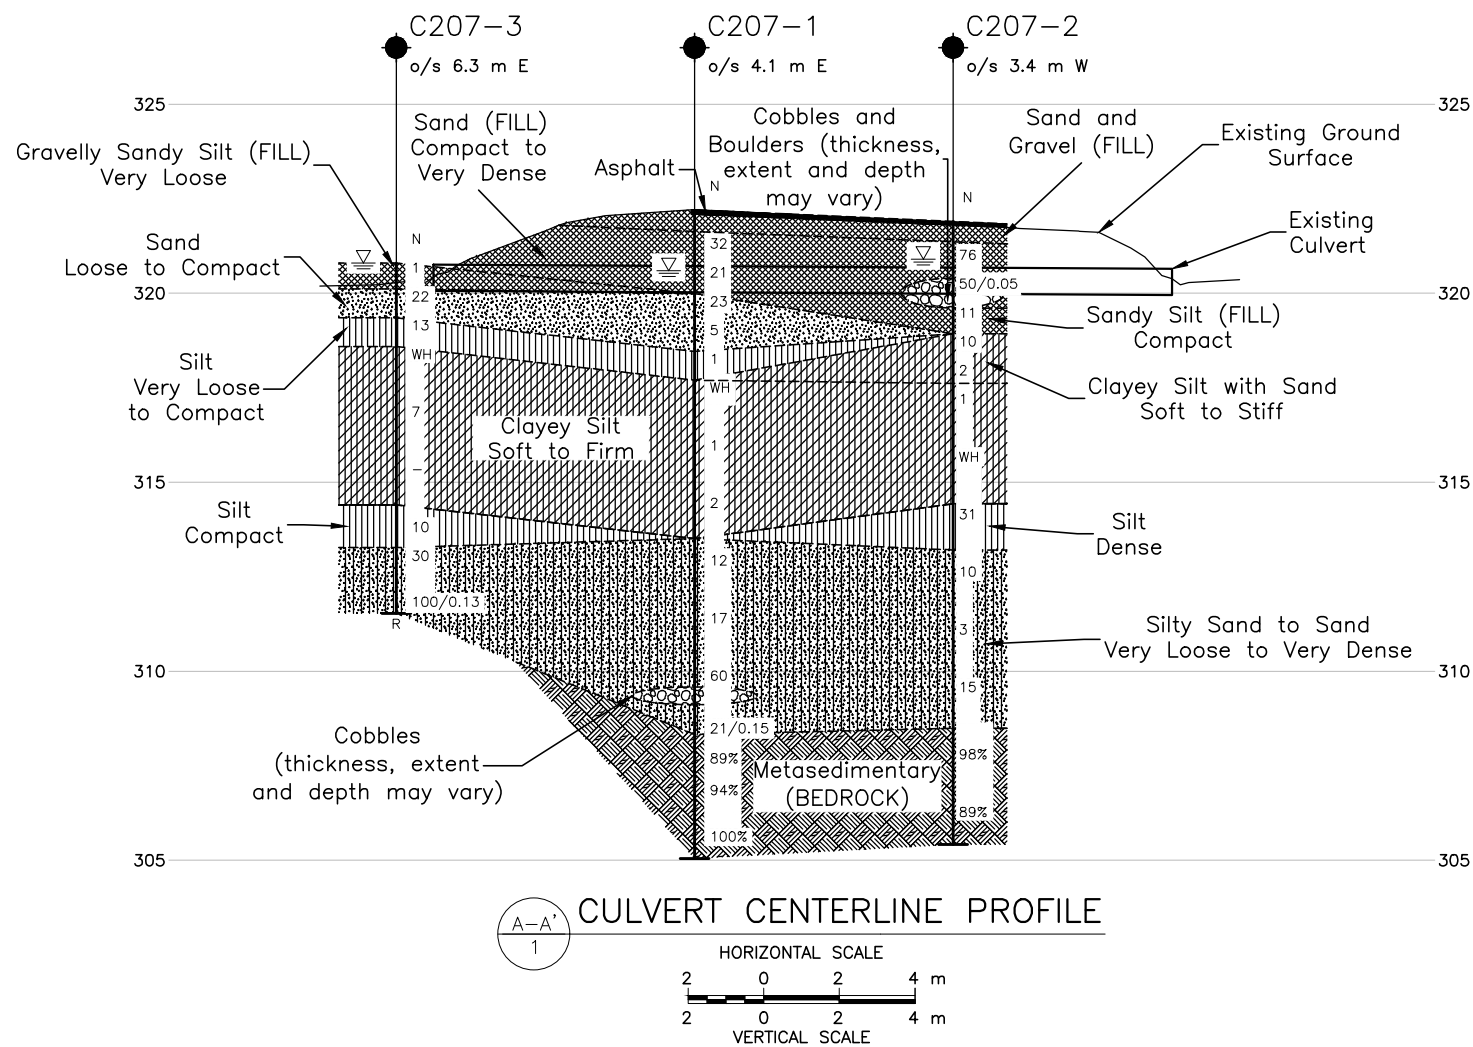 C207-3
o/s 6.3 m E
C207-1
o/s 4.1 m E
C207-2
o/s 3.4 m W
325
325
Gravelly Sandy Silt (FILL)
Very Loose
Sand (FILL)
Compact to
Very Dense
Asphalt
Cobbles and
Boulders (thickness,
extent and depth
may vary)
Sand and
Gravel (FILL)
Existing Ground
Surface
Existing
Culvert
Sand
Loose to Compact
320
320
N
1
22
13
WH
7
-
10
30
100/0.13
R
N
32
21
23
5
1
WH
1
2
12
17
60
21/0.15
89%
94%
100%
N
76
50/0.05
11
10
2
1
WH
31
10
3
15
98%
89%
Sandy Silt (FILL)
Compact
Silt
Very Loose
to Compact
Clayey Silt with Sand
Soft to Stiff
Clayey Silt
Soft to Firm
315
315
Silt
Compact
Silt
Dense
Silty Sand to Sand
Very Loose to Very Dense
310
310
Cobbles
(thickness, extent
and depth may vary)
Metasedimentary
(BEDROCK)
305
305
A-A'
1
CULVERT CENTERLINE PROFILE
HORIZONTAL SCALE
2 0 4 m
2 0 4 m
VERTICAL SCALE